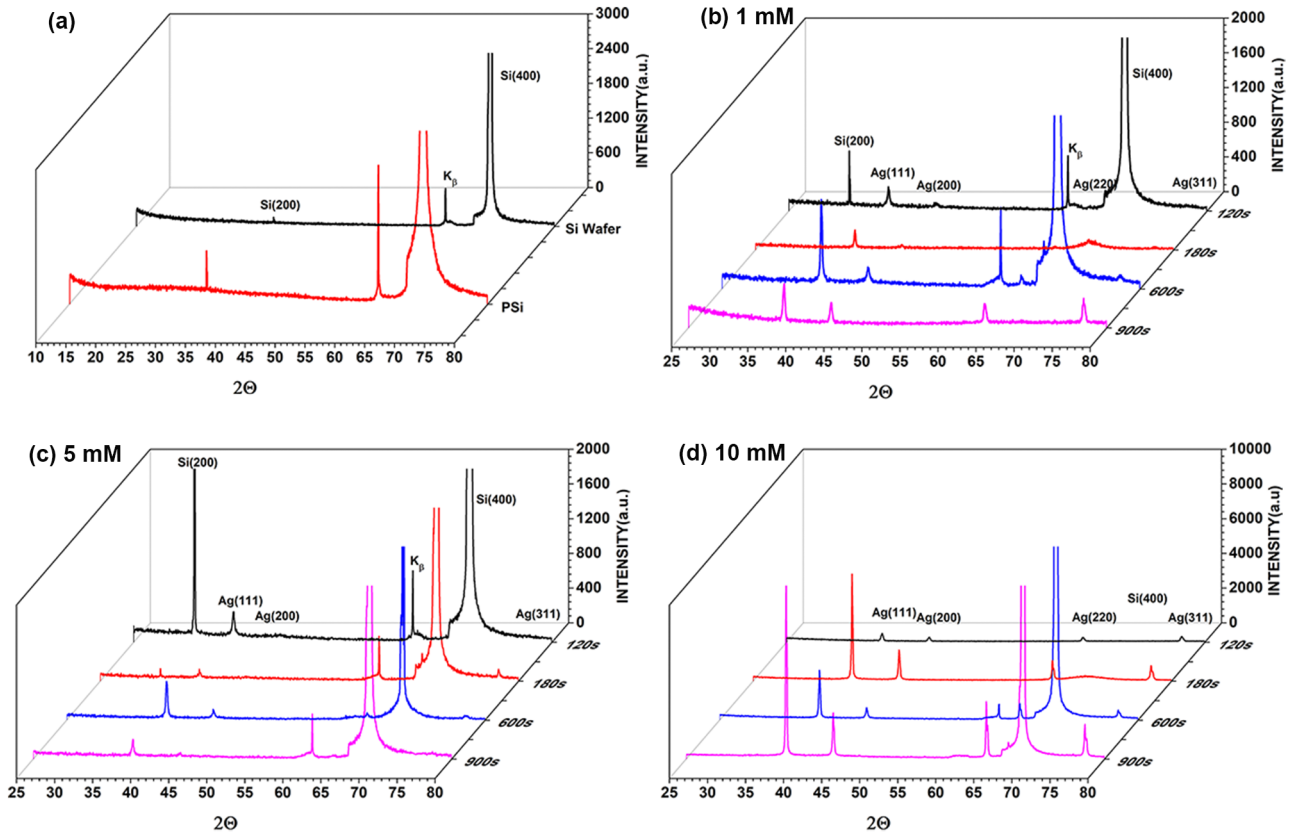 (a)
3000
2400
1800
1200
600
0
INTENSITY(a.u.)
Si(400)
Kβ
Si(200)
Si Wafer
PSi
10 15 20 25 30 35 40 45 50 55 60 65 70 75 80
2Θ
(b) 1 mM
2000
1600
1200
800
400
0
INTENSITY(a.u.)
Si(400)
Si(200)
Ag(111)
Ag(200)
Kβ
Ag(220)
Ag(311)
120s
180s
600s
900s
25 30 35 40 45 50 55 60 65 70 75 80
2Θ
(c) 5 mM
2000
1600
1200
800
400
0
INTENSITY(a.u.)
Si(200)
Si(400)
Kβ
Ag(111)
Ag(200)
Ag(311)
120s
180s
600s
900s
25 30 35 40 45 50 55 60 65 70 75 80
2Θ
(d) 10 mM
10000
8000
6000
4000
2000
0
INTENSITY(a.u)
Si(400)
Ag(111)
Ag(200)
Ag(220)
Ag(311)
120s
180s
600s
900s
25 30 35 40 45 50 55 60 65 70 75 80
2Θ